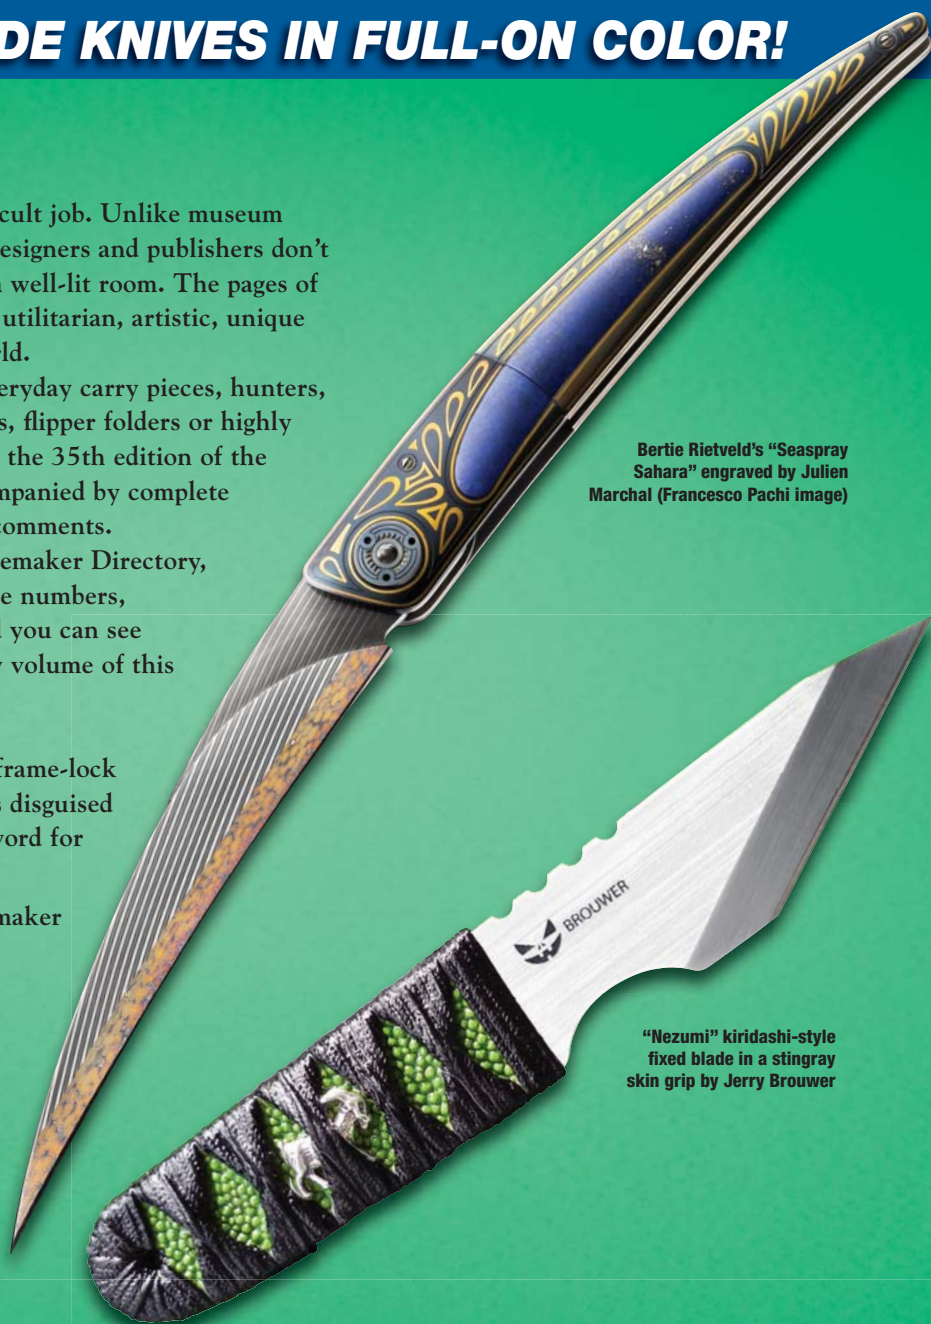 DE KNIVES IN FULL-ON COLOR!
cult job. Unlike museum
esigners and publishers don’t
well-lit room. The pages of
utilitarian, artistic, unique
ld.
eryday carry pieces, hunters,
s, flipper folders or highly
the 35th edition of the
mpanied by complete
comments.
emaker Directory,
e numbers,
you can see
volume of this
frame-lock
s disguised
word for
maker
Bertie Rietveld’s “Seaspray
Sahara” engraved by Julien
Marchal (Francesco Pachi image)
BROUWER
“Nezumi” kiridashi-style
fixed blade in a stingray
skin grip by Jerry Brouwer